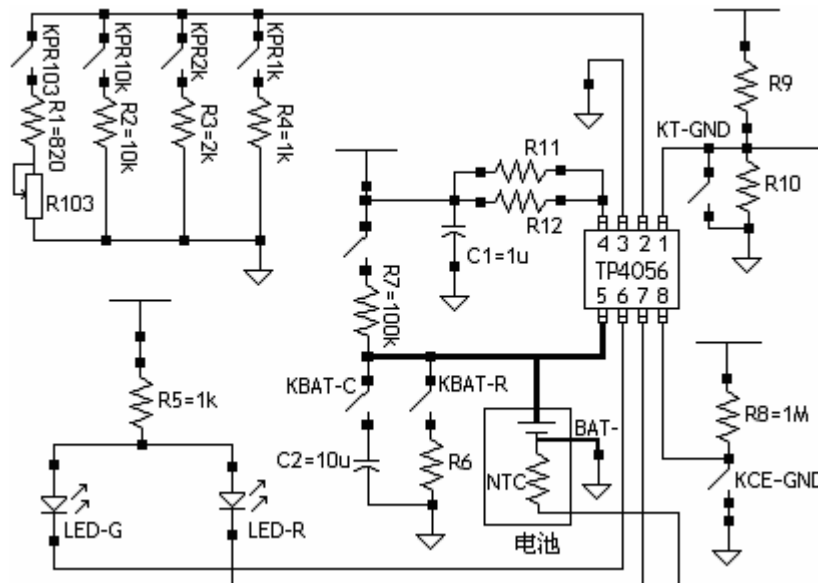 KPR103
KPR10k
KPR2k
KPR1k
R1=820
R2=10k
R3=2k
R4=1k
R103
R9
KT-GND
R10
R11
R12
C1=1u
4 3 2 1
TP4056
5 6 7 8
R7=100k
R5=1k
KBAT-C
KBAT-R
BAT-
R8=1M
C2=10u
R6
NTC
KCE-GND
LED-G
LED-R
电池